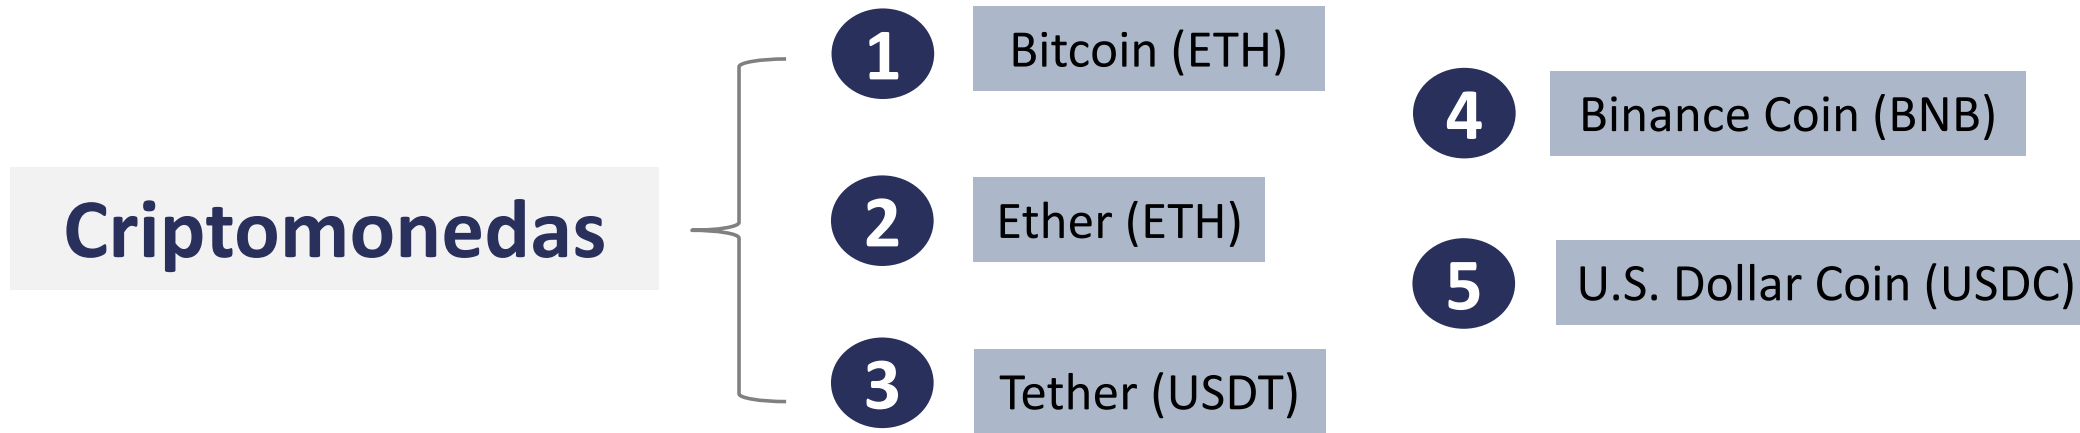 Criptomonedas
1
Bitcoin (ETH)
2
Ether (ETH)
3
Tether (USDT)
4
Binance Coin (BNB)
5
U.S. Dollar Coin (USDC)